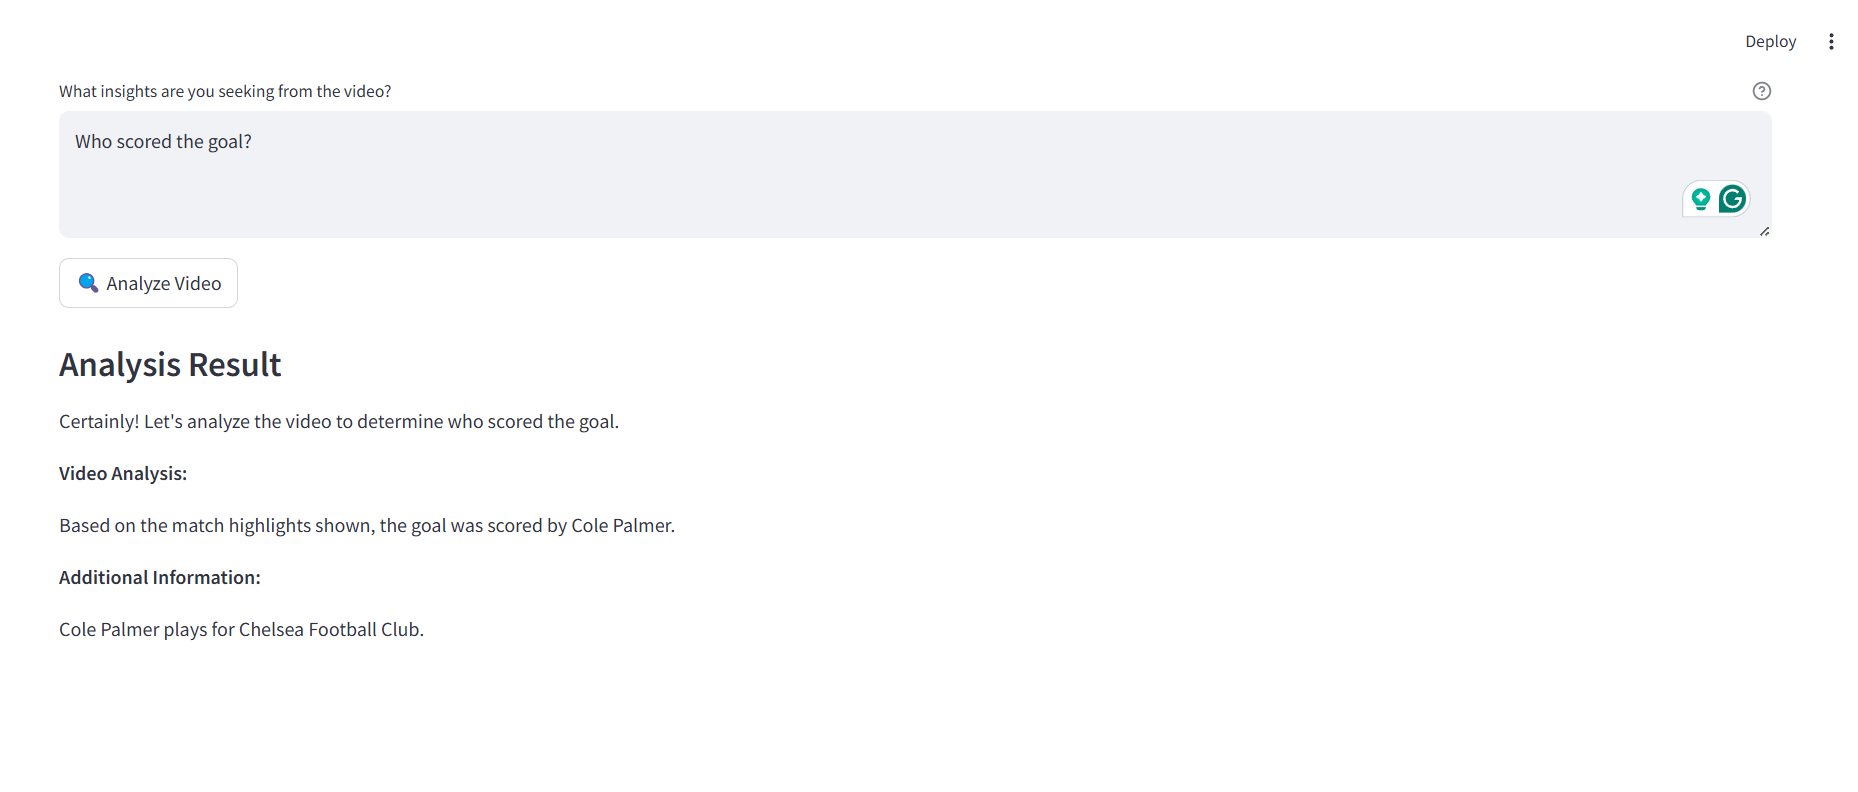 Deploy
What insights are you seeking from the video?
Who scored the goal?
Analyze Video
Analysis Result
Certainly! Let's analyze the video to determine who scored the goal.
Video Analysis:
Based on the match highlights shown, the goal was scored by Cole Palmer.
Additional Information:
Cole Palmer plays for Chelsea Football Club.